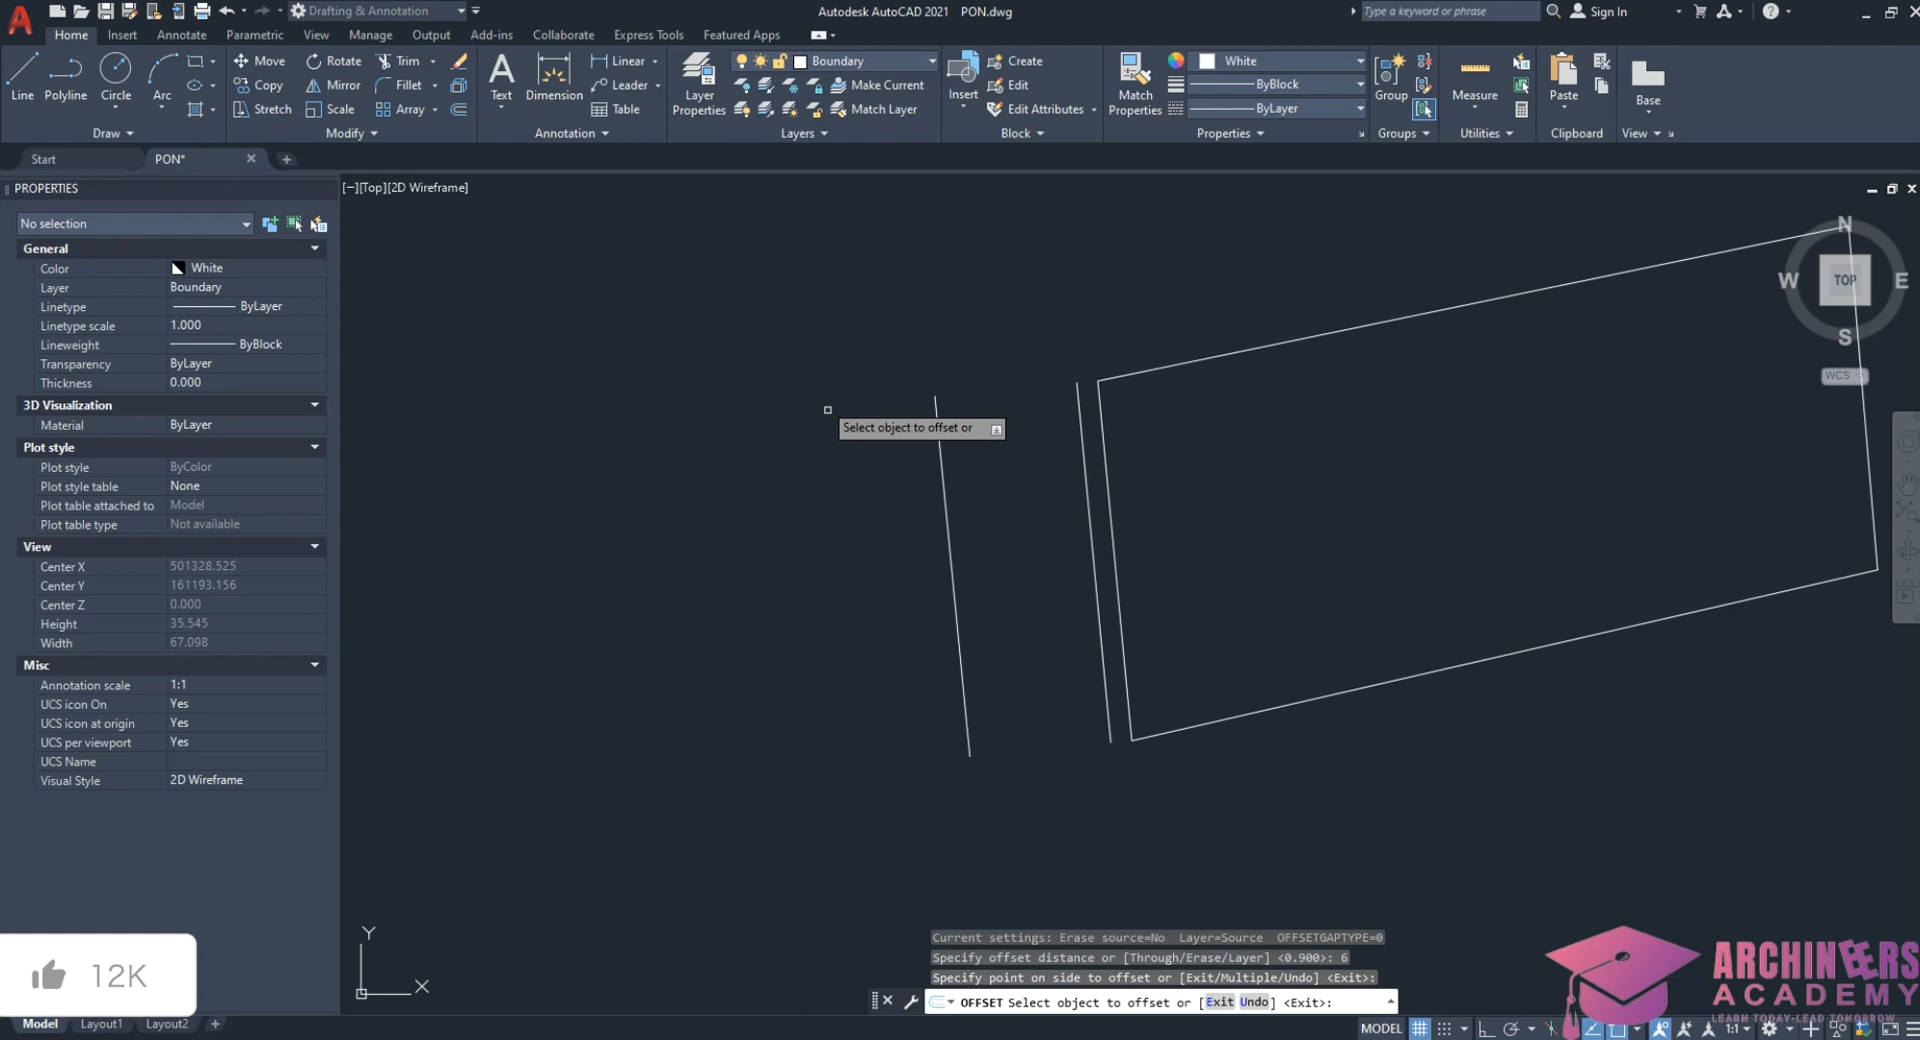 Drafting & Annotation
Autodesk AutoCAD 2021 PON.dwg
Type a keyword or phrase
Sign In
Home Insert Annotate Parametric View Manage Output Add-ins Collaborate Express Tools Featured Apps
Line Polyline Circle Arc
Move Rotate Trim
Copy Mirror Fillet
Stretch Scale Array
Text Dimension
Linear
Leader
Table
Layer Properties
Boundary
Make Current
Match Layer
Insert
Create
Edit
Edit Attributes
Match Properties
White
ByBlock
ByLayer
Group
Measure
Paste
Base
Draw Modify Annotation Layers Block Properties Groups Utilities Clipboard View
Start PON*
PROPERTIES
[−][Top][2D Wireframe]
No selection
General
Color White
Layer Boundary
Linetype ByLayer
Linetype scale 1.000
Lineweight ByBlock
Transparency ByLayer
Thickness 0.000
3D Visualization
Material ByLayer
Plot style
Plot style ByColor
Plot style table None
Plot table attached to Model
Plot table type Not available
View
Center X 501328.525
Center Y 161193.156
Center Z 0.000
Height 35.545
Width 67.098
Misc
Annotation scale 1:1
UCS icon On Yes
UCS icon at origin Yes
UCS per viewport Yes
UCS Name
Visual Style 2D Wireframe
N
W TOP E
S
WCS
Select object to offset or
Y
X
Current settings: Erase source=No Layer=Source OFFSETGAPTYPE=0
Specify offset distance or [Through/Erase/Layer] <0.900>: 6
Specify point on side to offset or [Exit/Multiple/Undo] <Exit>:
OFFSET Select object to offset or [Exit Undo] <Exit>:
12K
ARCHINEERS
ACADEMY
LEARN TODAY-LEAD TOMORROW
Model Layout1 Layout2
MODEL
1:1